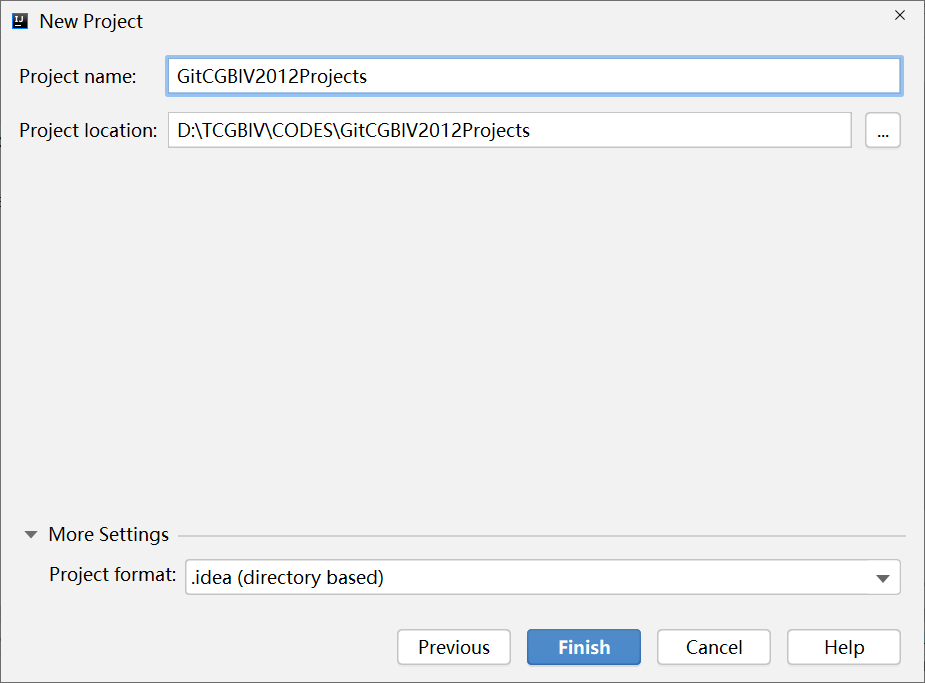 New Project
Project name: GitCGBIV2012Projects
Project location: D:\TCGBIV\CODES\GitCGBIV2012Projects ...
More Settings
Project format: .idea (directory based)
Previous Finish Cancel Help